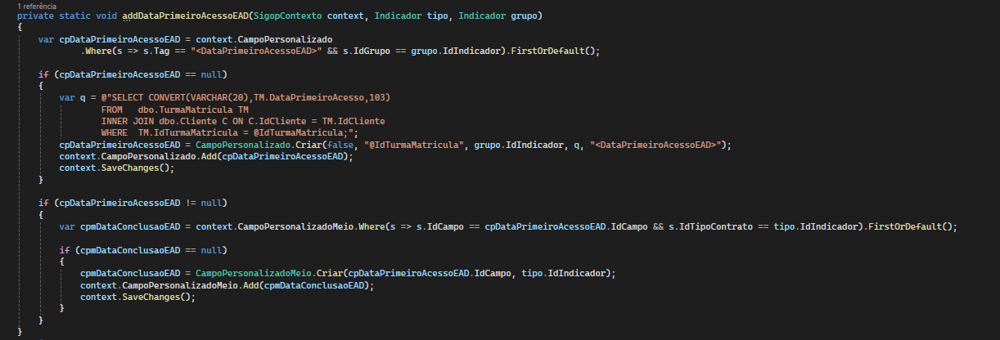 1 referência
private static void addDataPrimeiroAcessoEAD(SigopContexto context, Indicador tipo, Indicador grupo)
{
var cpDataPrimeiroAcessoEAD = context.CampoPersonalizado
.Where(s => s.Tag == "<DataPrimeiroAcessoEAD>" && s.IdGrupo == grupo.IdIndicador).FirstOrDefault();
if (cpDataPrimeiroAcessoEAD == null)
{
var q = @"SELECT CONVERT(VARCHAR(20),TM.DataPrimeiroAcesso,103)
FROM   dbo.TurmaMatricula TM
INNER JOIN dbo.Cliente C ON C.IdCliente = TM.IdCliente
WHERE  TM.IdTurmaMatricula = @IdTurmaMatricula;";
cpDataPrimeiroAcessoEAD = CampoPersonalizado.Criar(false, "@IdTurmaMatricula", grupo.IdIndicador, q, "<DataPrimeiroAcessoEAD>");
context.CampoPersonalizado.Add(cpDataPrimeiroAcessoEAD);
context.SaveChanges();
}
if (cpDataPrimeiroAcessoEAD != null)
{
var cpmDataConclusaoEAD = context.CampoPersonalizadoMeio.Where(s => s.IdCampo == cpDataPrimeiroAcessoEAD.IdCampo && s.IdTipoContrato == tipo.IdIndicador).FirstOrDefault();
if (cpmDataConclusaoEAD == null)
{
cpmDataConclusaoEAD = CampoPersonalizadoMeio.Criar(cpDataPrimeiroAcessoEAD.IdCampo, tipo.IdIndicador);
context.CampoPersonalizadoMeio.Add(cpmDataConclusaoEAD);
context.SaveChanges();
}
}
}